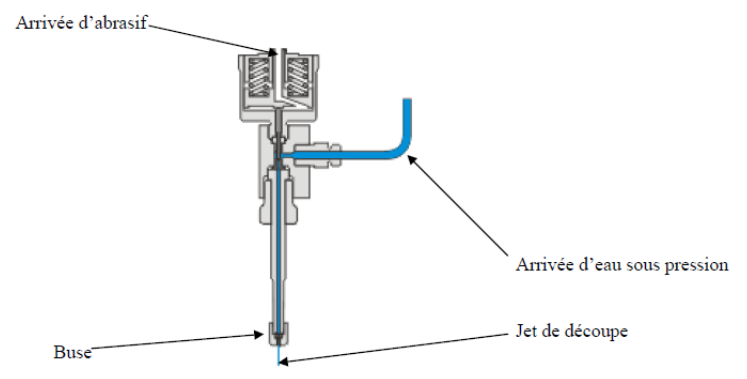 Arrivée d’abrasif
Arrivée d’eau sous pression
Jet de découpe
Buse